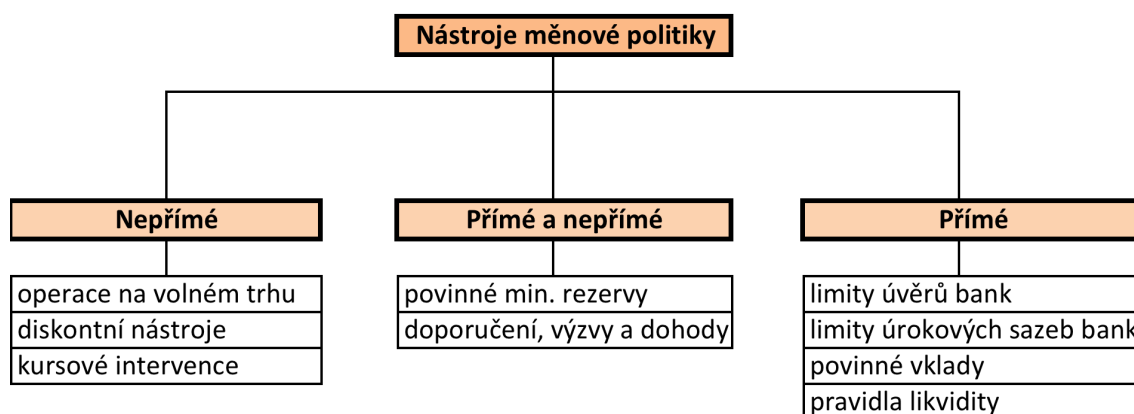 Nástroje měnové politiky
Nepřímé
operace na volném trhu
diskontní nástroje
kursové intervence
Přímé a nepřímé
povinné min. rezervy
doporučení, výzvy a dohody
Přímé
limity úvěrů bank
limity úrokových sazeb bank
povinné vklady
pravidla likvidity